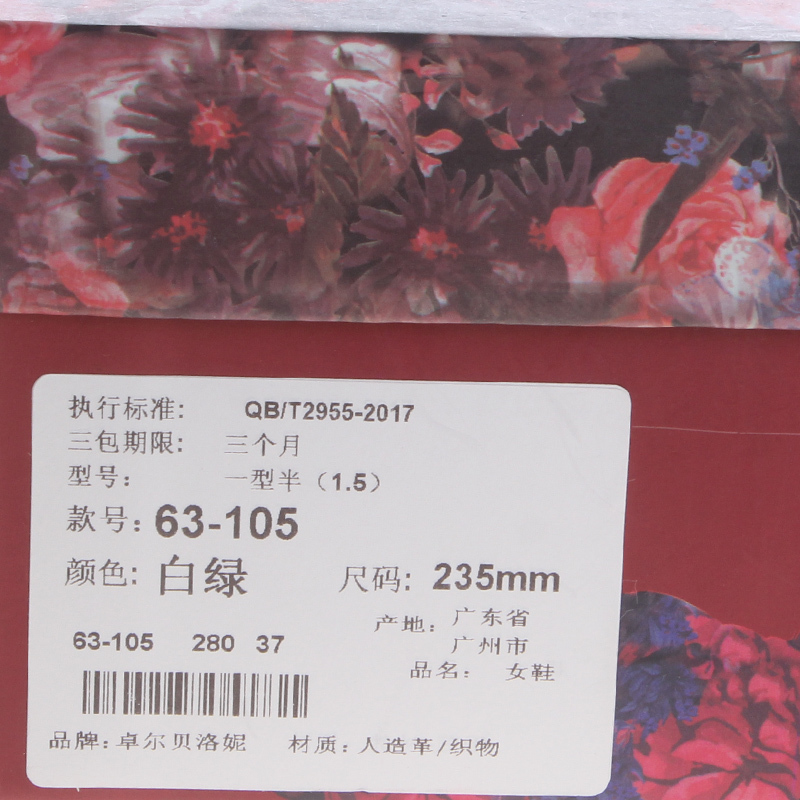 执行标准: QB/T2955-2017
三包期限: 三个月
型号: 一型半（1.5）
款号: 63-105
颜色: 白绿 尺码: 235mm
产地: 广东省
广州市
63-105 280 37
品名: 女鞋
品牌: 卓尔贝洛妮 材质: 人造革/织物